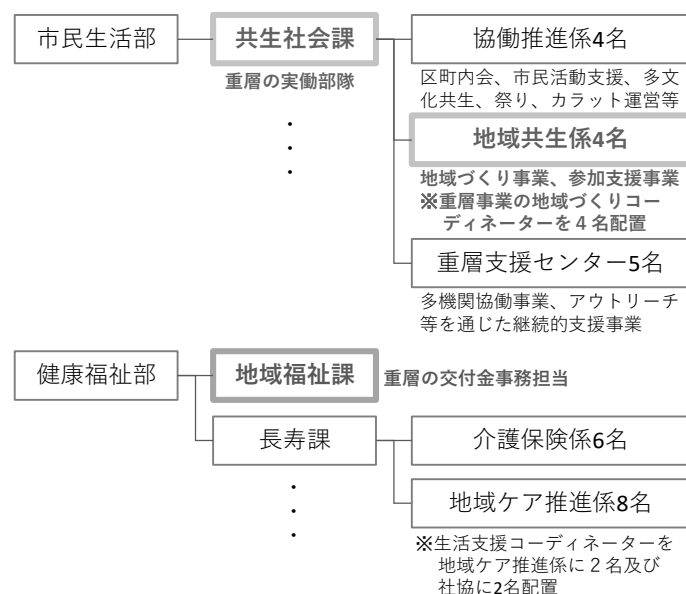 市民生活部
共生社会課
重層の実働部隊
・
・
・
協働推進係4名
区町内会、市民活動支援、多文
化共生、祭り、カラット運営等
地域共生係4名
地域づくり事業、参加支援事業
※重層事業の地域づくりコー
ディネーターを４名配置
重層支援センター5名
多機関協働事業、アウトリーチ
等を通じた継続的支援事業
健康福祉部
地域福祉課
重層の交付金事務担当
長寿課
・
・
・
介護保険係6名
地域ケア推進係8名
※生活支援コーディネーターを
地域ケア推進係に２名及び
社協に2名配置